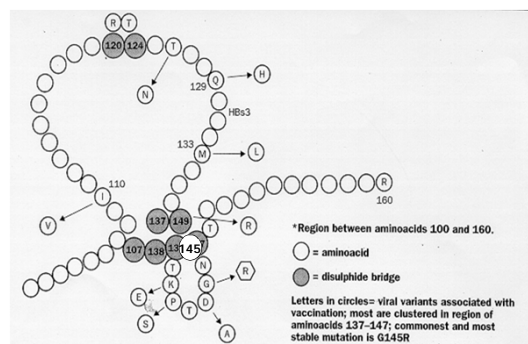 R T
120 124 T
129 Q H
N
HBs3
133 M L
110
I
R
160
V
137 149
R
T
107 138 13 145 7
T N
K G R
E
P T D
S
A
*Region between aminoacids 100 and 160.
= aminoacid
= disulphide bridge
Letters in circles= viral variants associated with
vaccination; most are clustered in region of
aminoacids 137–147; commonest and most
stable mutation is G145R